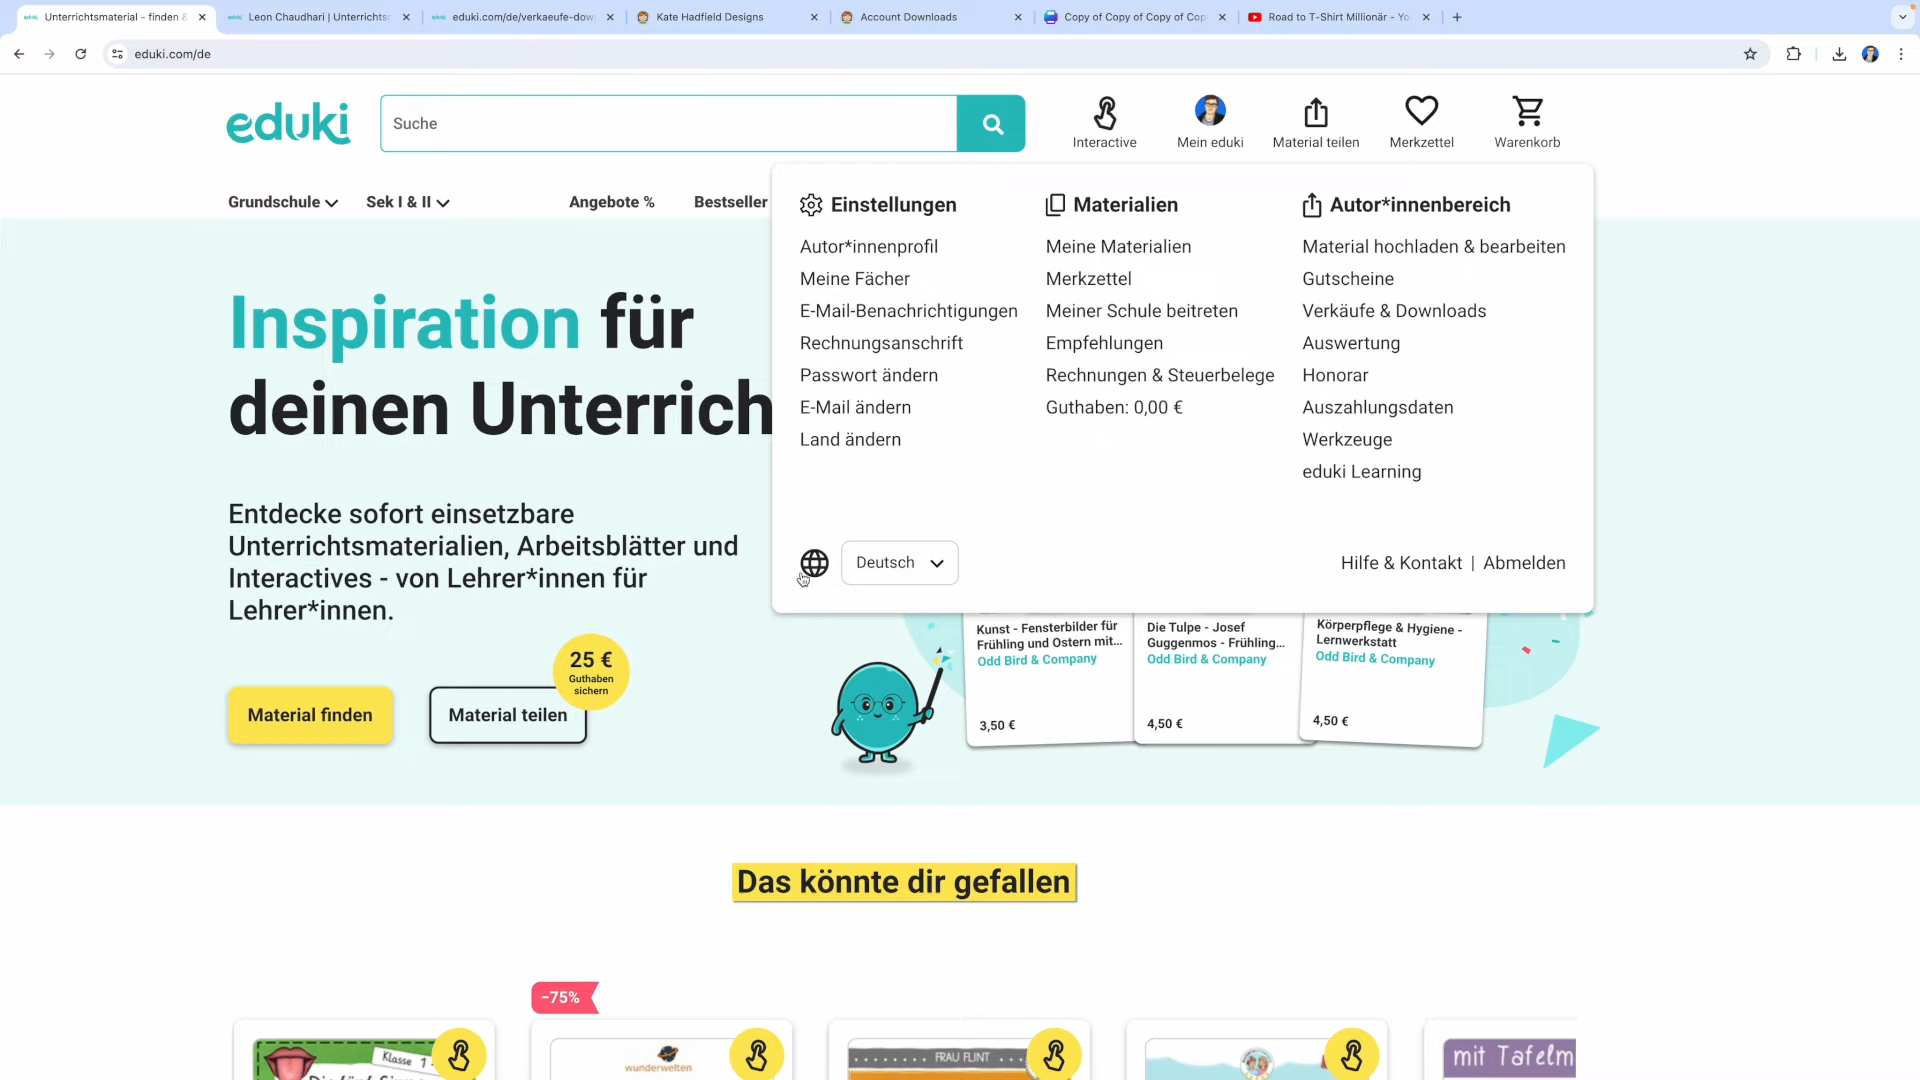 Unterrichtsmaterial - finden &
Leon Chaudhari | Unterrichts
eduki.com/de/verkaeufe-dow
Kate Hadfield Designs
Account Downloads
Copy of Copy of Copy of Cop
Road to T-Shirt Millionär - Yo
eduki.com/de
eduki
Suche
Interactive
Mein eduki
Material teilen
Merkzettel
Warenkorb
Grundschule
Sek I & II
Angebote %
Bestseller
Einstellungen
Autor*innenprofil
Meine Fächer
E-Mail-Benachrichtigungen
Rechnungsanschrift
Passwort ändern
E-Mail ändern
Land ändern
Materialien
Meine Materialien
Merkzettel
Meiner Schule beitreten
Empfehlungen
Rechnungen & Steuerbelege
Guthaben: 0,00 €
Autor*innenbereich
Material hochladen & bearbeiten
Gutscheine
Verkäufe & Downloads
Auswertung
Honorar
Auszahlungsdaten
Werkzeuge
eduki Learning
Deutsch
Hilfe & Kontakt | Abmelden
Inspiration für
deinen Unterrich
Entdecke sofort einsetzbare
Unterrichtsmaterialien, Arbeitsblätter und
Interactives - von Lehrer*innen für
Lehrer*innen.
25 €
Guthaben
sichern
Material finden
Material teilen
Kunst - Fensterbilder für
Frühling und Ostern mit...
Odd Bird & Company
3,50 €
Die Tulpe - Josef
Guggenmos - Frühling...
Odd Bird & Company
4,50 €
Körperpflege & Hygiene -
Lernwerkstatt
Odd Bird & Company
4,50 €
Das könnte dir gefallen
-75%
Klasse 1
Die fünf Sinne
wunderwelten
FRAU FLINT
mit Tafelm